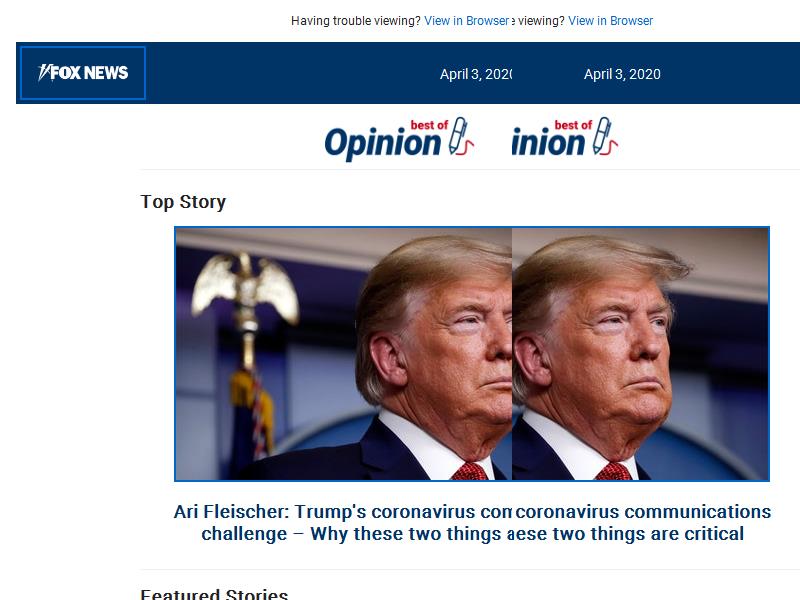 Having trouble viewing? View in Browser e viewing? View in Browser
FOX NEWS
April 3, 2020 April 3, 2020
best of best of
Opinion inion
Top Story
Ari Fleischer: Trump's coronavirus con coronavirus communications
challenge – Why these two things aese two things are critical
Featured Stories